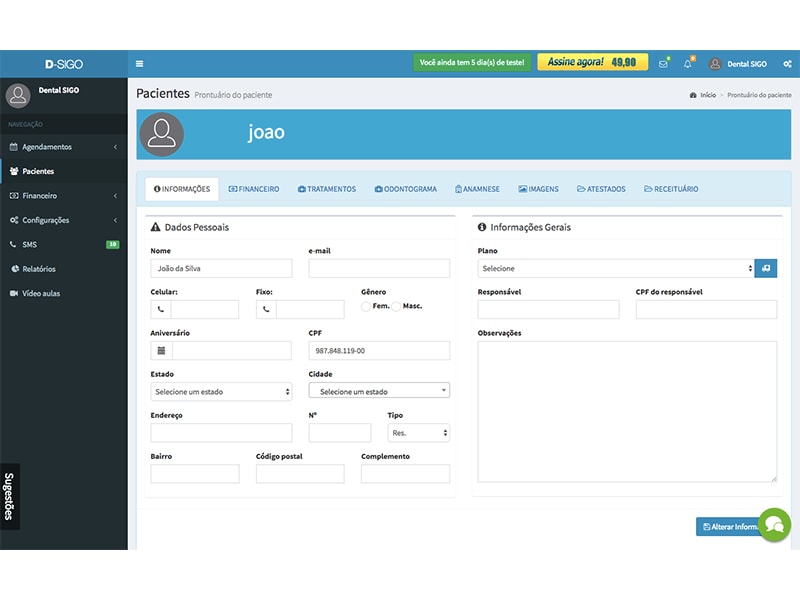 D-SIGO
Você ainda tem 5 dia(s) de teste!
Assine agora! 49,90
Dental SIGO
Dental SIGO
NAVEGAÇÃO
Agendamentos
Pacientes
Financeiro
Configurações
SMS
Relatórios
Vídeo aulas
Sugestões
Pacientes Prontuário do paciente
Início > Prontuário do paciente
joao
INFORMAÇÕES
FINANCEIRO
TRATAMENTOS
ODONTOGRAMA
ANAMNESE
IMAGENS
ATESTADOS
RECEITUÁRIO
Dados Pessoais
Nome
e-mail
João da Silva
Celular:
Fixo:
Gênero
Fem. Masc.
Aniversário
CPF
987.848.119-00
Estado
Cidade
Selecione um estado
Selecione um estado
Endereço
Nº
Tipo
Res.
Bairro
Código postal
Complemento
Informações Gerais
Plano
Selecione
Responsável
CPF do responsável
Observações
Alterar Inform